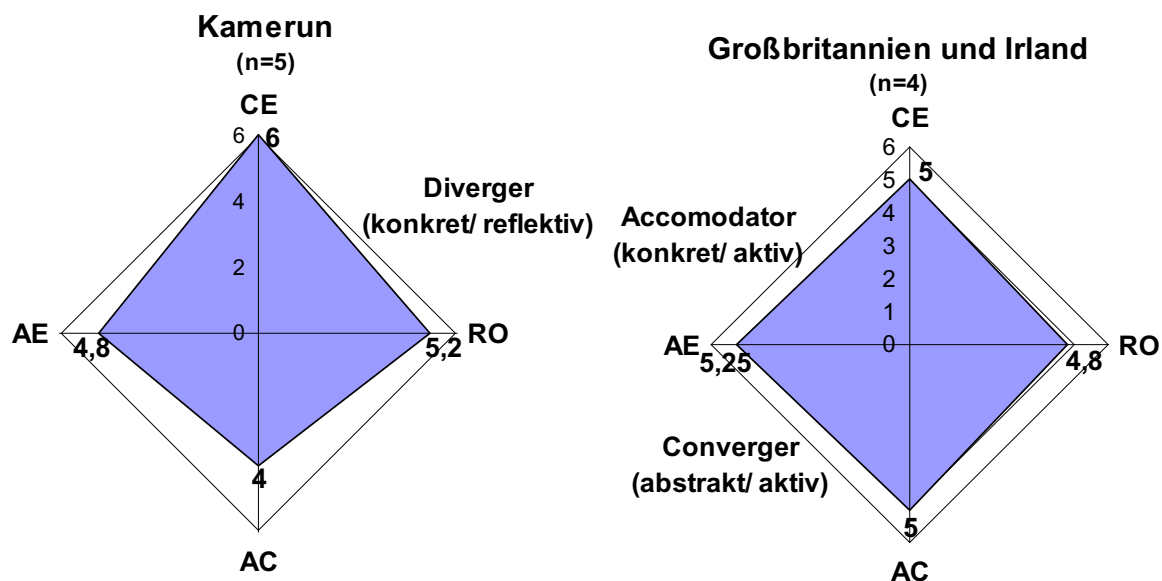 Kamerun
(n=5)
CE
6
6
4
2
0
Diverger
(konkret/ reflektiv)
AE
4,8
5,2
RO
4
AC
Großbritannien und Irland
(n=4)
CE
6
5
5
4
3
2
1
0
Accomodator
(konkret/ aktiv)
AE
5,25
4,8
RO
Converger
(abstrakt/ aktiv)
5
AC